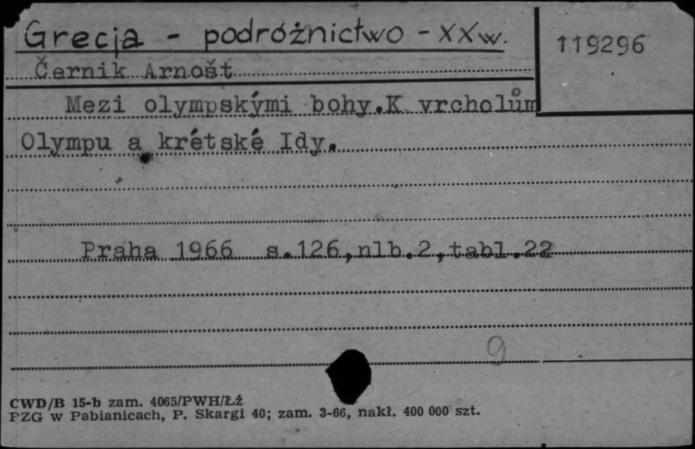 Grecja - podróżnictwo - XXw.
119296
Černik Arnošt
Mezi olympskými bohy.K vrcholům
Olympu a krétské Idy.
Praha 1966 s.126,nlb.2,tabl.22
9
CWD/B 15-b zam. 4065/PWH/Łź
PZG w Pabianicach, P. Skargi 40; zam. 3-66, nakł. 400 000 szt.